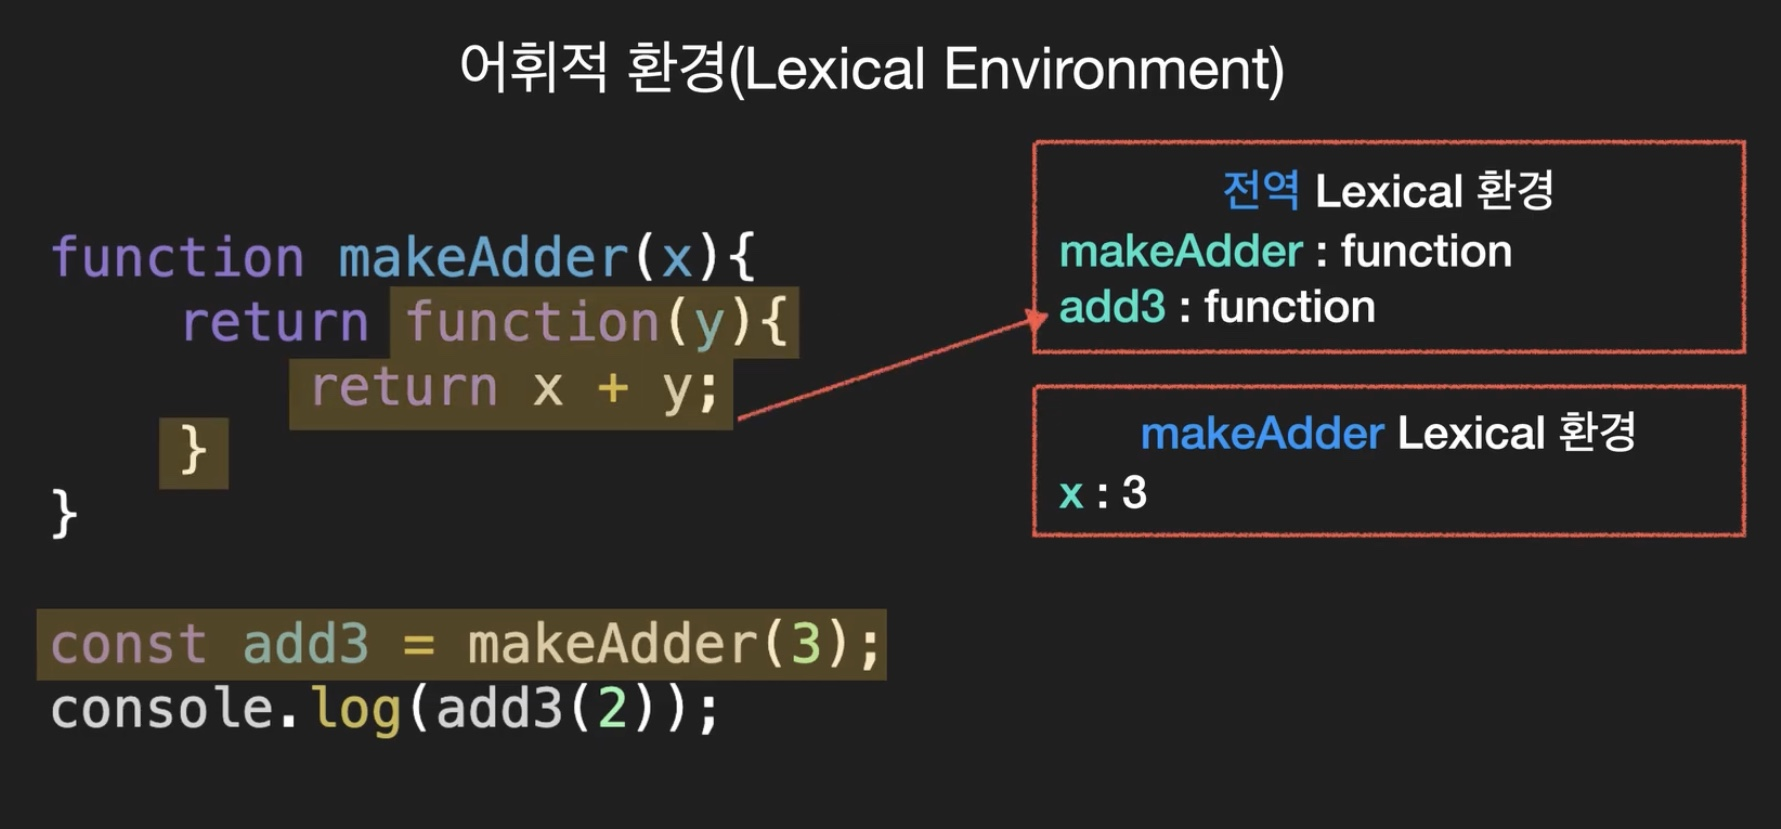 어휘적 환경(Lexical Environment)
function makeAdder(x){
    return function(y){
        return x + y;
    }
}
const add3 = makeAdder(3);
console.log(add3(2));
전역 Lexical 환경
makeAdder : function
add3 : function
makeAdder Lexical 환경
x : 3